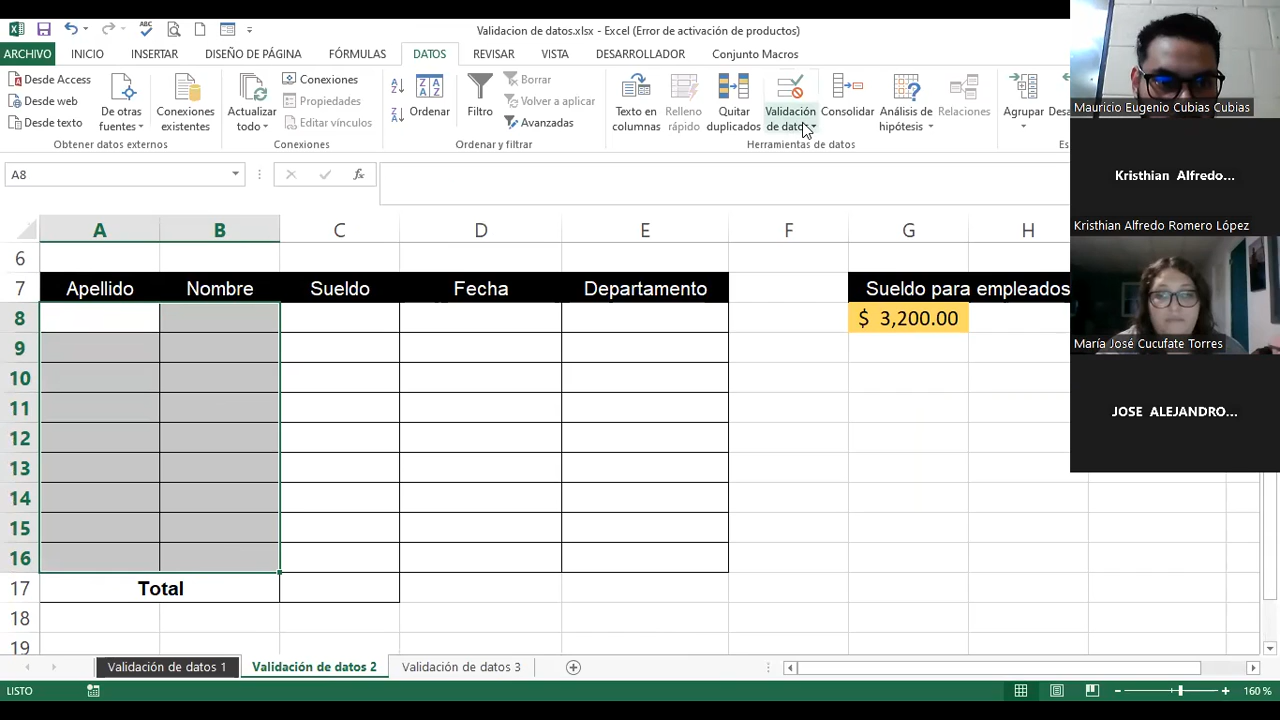 Validacion de datos.xlsx - Excel (Error de activación de productos)
ARCHIVO INICIO INSERTAR DISEÑO DE PÁGINA FÓRMULAS DATOS REVISAR VISTA DESARROLLADOR Conjunto Macros
Desde Access
Desde web
Desde texto
De otras
fuentes
Conexiones
existentes
Obtener datos externos
Actualizar
todo
Conexiones
Propiedades
Editar vínculos
Conexiones
Ordenar
Filtro
Borrar
Volver a aplicar
Avanzadas
Ordenar y filtrar
Texto en
columnas
Relleno
rápido
Quitar
duplicados
Validación
de datos
Consolidar
Análisis de
hipótesis
Relaciones
Herramientas de datos
Agrupar
A8
fx
A B C D E F G H
6
7 Apellido Nombre Sueldo Fecha Departamento Sueldo para empleados
8 $ 3,200.00
9
10
11
12
13
14
15
16
17 Total
18
19
Validación de datos 1 Validación de datos 2 Validación de datos 3
LISTO 160 %
Mauricio Eugenio Cubias Cubias
Kristhian Alfredo...
Kristhian Alfredo Romero López
María José Cucufate Torres
JOSE ALEJANDRO...